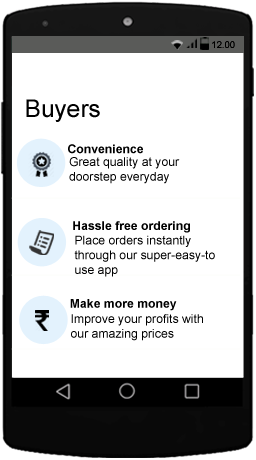 12.00
Buyers
Convenience
Great quality at your
doorstep everyday
Hassle free ordering
Place orders instantly
through our super-easy-to
use app
₹
Make more money
Improve your profits with
our amazing prices